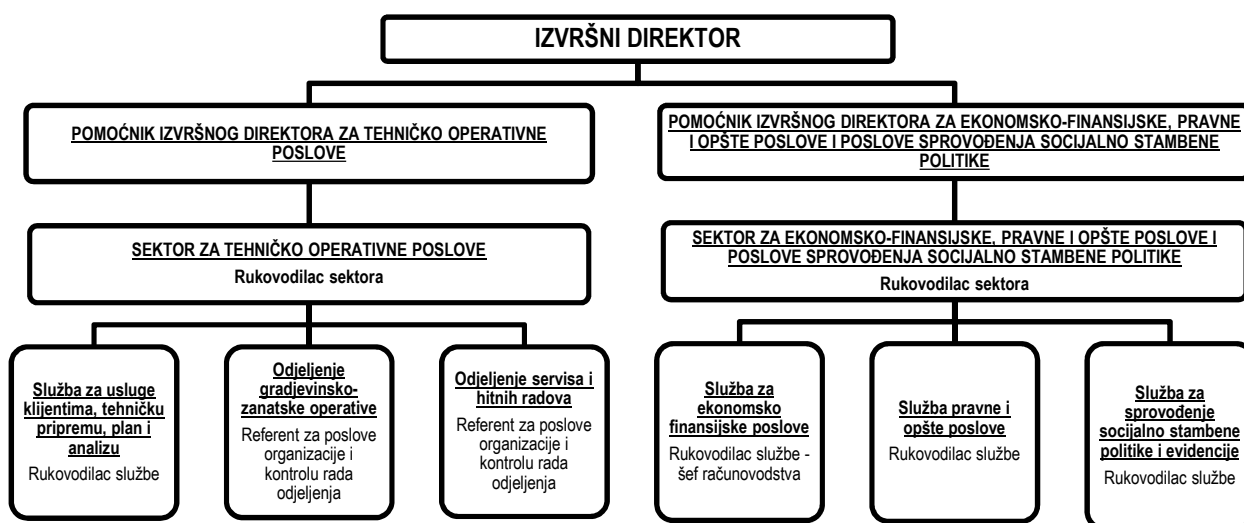 IZVRŠNI DIREKTOR
POMOĆNIK IZVRŠNOG DIREKTORA ZA TEHNIČKO OPERATIVNE
POSLOVE
POMOĆNIK IZVRŠNOG DIREKTORA ZA EKONOMSKO-FINANSIJSKE, PRAVNE
I OPŠTE POSLOVE I POSLOVE SPROVOĐENJA SOCIJALNO STAMBENE
POLITIKE
SEKTOR ZA TEHNIČKO OPERATIVNE POSLOVE
Rukovodilac sektora
SEKTOR ZA EKONOMSKO-FINANSIJSKE, PRAVNE I OPŠTE POSLOVE I
POSLOVE SPROVOĐENJA SOCIJALNO STAMBENE POLITIKE
Rukovodilac sektora
Služba za usluge
klijentima, tehničku
pripremu, plan i
analizu
Rukovodilac službe
Odjeljenje
gradjevinsko-
zanatske operative
Referent za poslove
organizacije i
kontrolu rada
odjeljenja
Odjeljenje servisa i
hitnih radova
Referent za poslove
organizacije i
kontrolu rada
odjeljenja
Služba za
ekonomsko
finansijske poslove
Rukovodilac službe -
šef računovodstva
Služba pravne i
opšte poslove
Rukovodilac službe
Služba za
sprovođenje
socijalno stambene
politike i evidencije
Rukovodilac službe